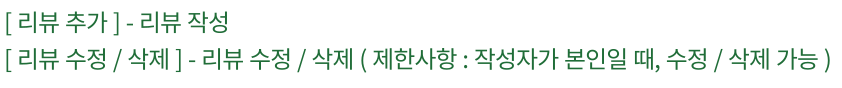 [ 리뷰 추가 ] - 리뷰 작성
[ 리뷰 수정 / 삭제 ] - 리뷰 수정 / 삭제 ( 제한사항 : 작성자가 본인일 때, 수정 / 삭제 가능 )